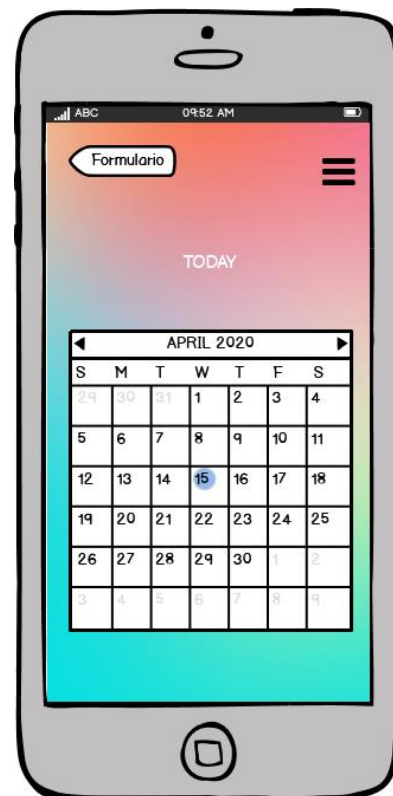 ABC 09:52 AM
Formulario
TODAY
APRIL 2020
S M T W T F S
29 30 31 1 2 3 4
5 6 7 8 9 10 11
12 13 14 15 16 17 18
19 20 21 22 23 24 25
26 27 28 29 30 1 2
3 4 5 6 7 8 9